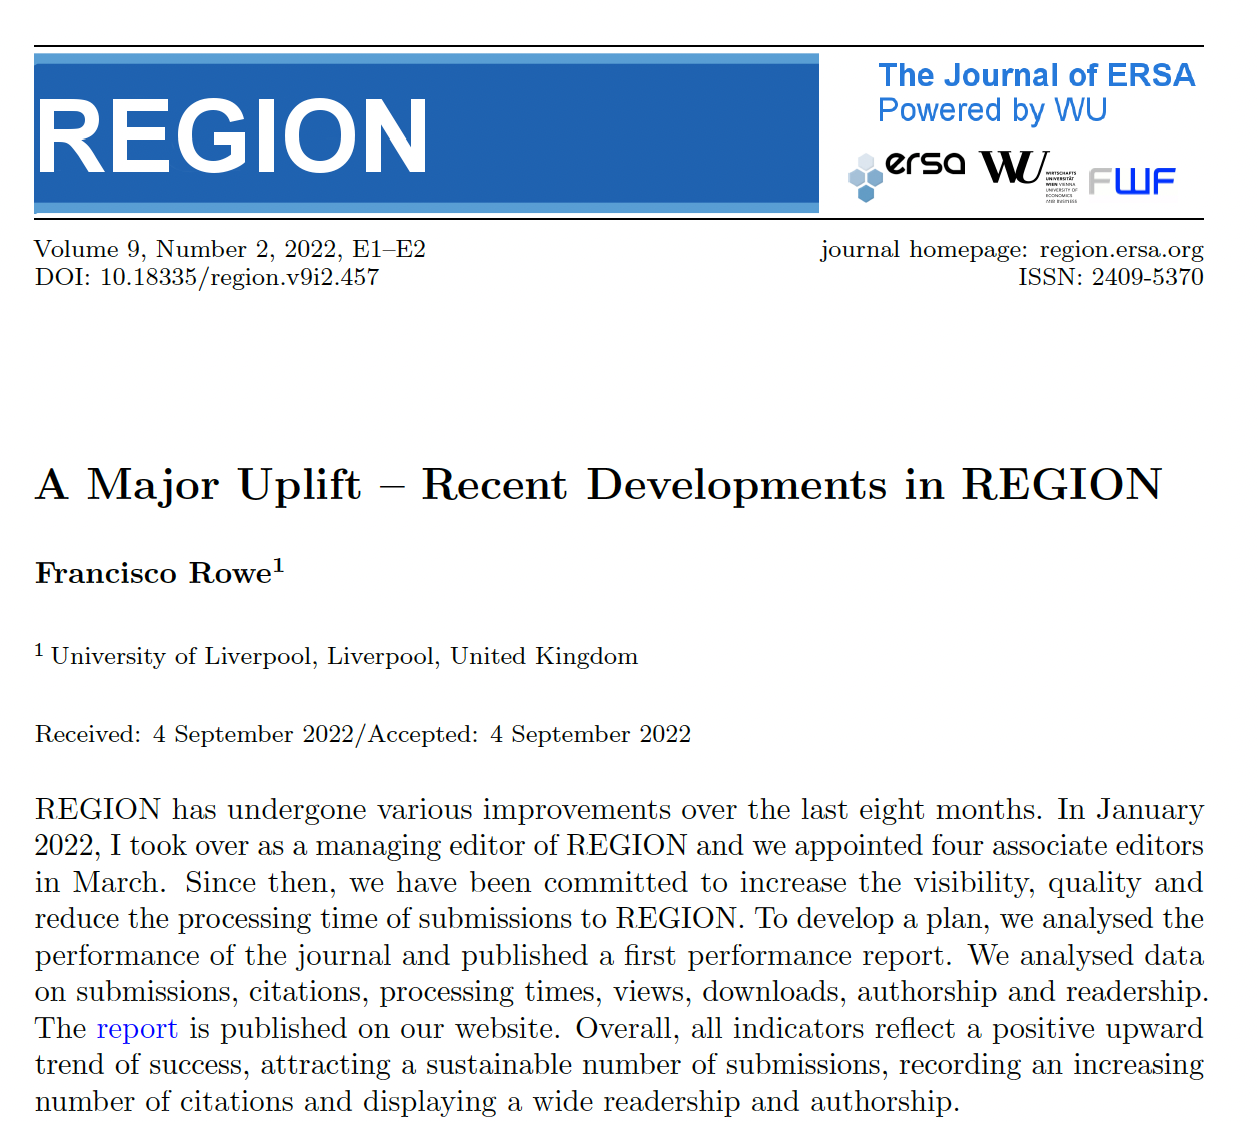 REGION
The Journal of ERSA
Powered by WU
ersa
WU
WIRTSCHAFTS
UNIVERSITÄT
WIEN VIENNA
UNIVERSITY OF
ECONOMICS
AND BUSINESS
FWF
Volume 9, Number 2, 2022, E1–E2
journal homepage: region.ersa.org
DOI: 10.18335/region.v9i2.457
ISSN: 2409-5370
A Major Uplift – Recent Developments in REGION
Francisco Rowe¹
¹ University of Liverpool, Liverpool, United Kingdom
Received: 4 September 2022/Accepted: 4 September 2022
REGION has undergone various improvements over the last eight months. In January
2022, I took over as a managing editor of REGION and we appointed four associate editors
in March. Since then, we have been committed to increase the visibility, quality and
reduce the processing time of submissions to REGION. To develop a plan, we analysed the
performance of the journal and published a first performance report. We analysed data
on submissions, citations, processing times, views, downloads, authorship and readership.
The report is published on our website. Overall, all indicators reflect a positive upward
trend of success, attracting a sustainable number of submissions, recording an increasing
number of citations and displaying a wide readership and authorship.